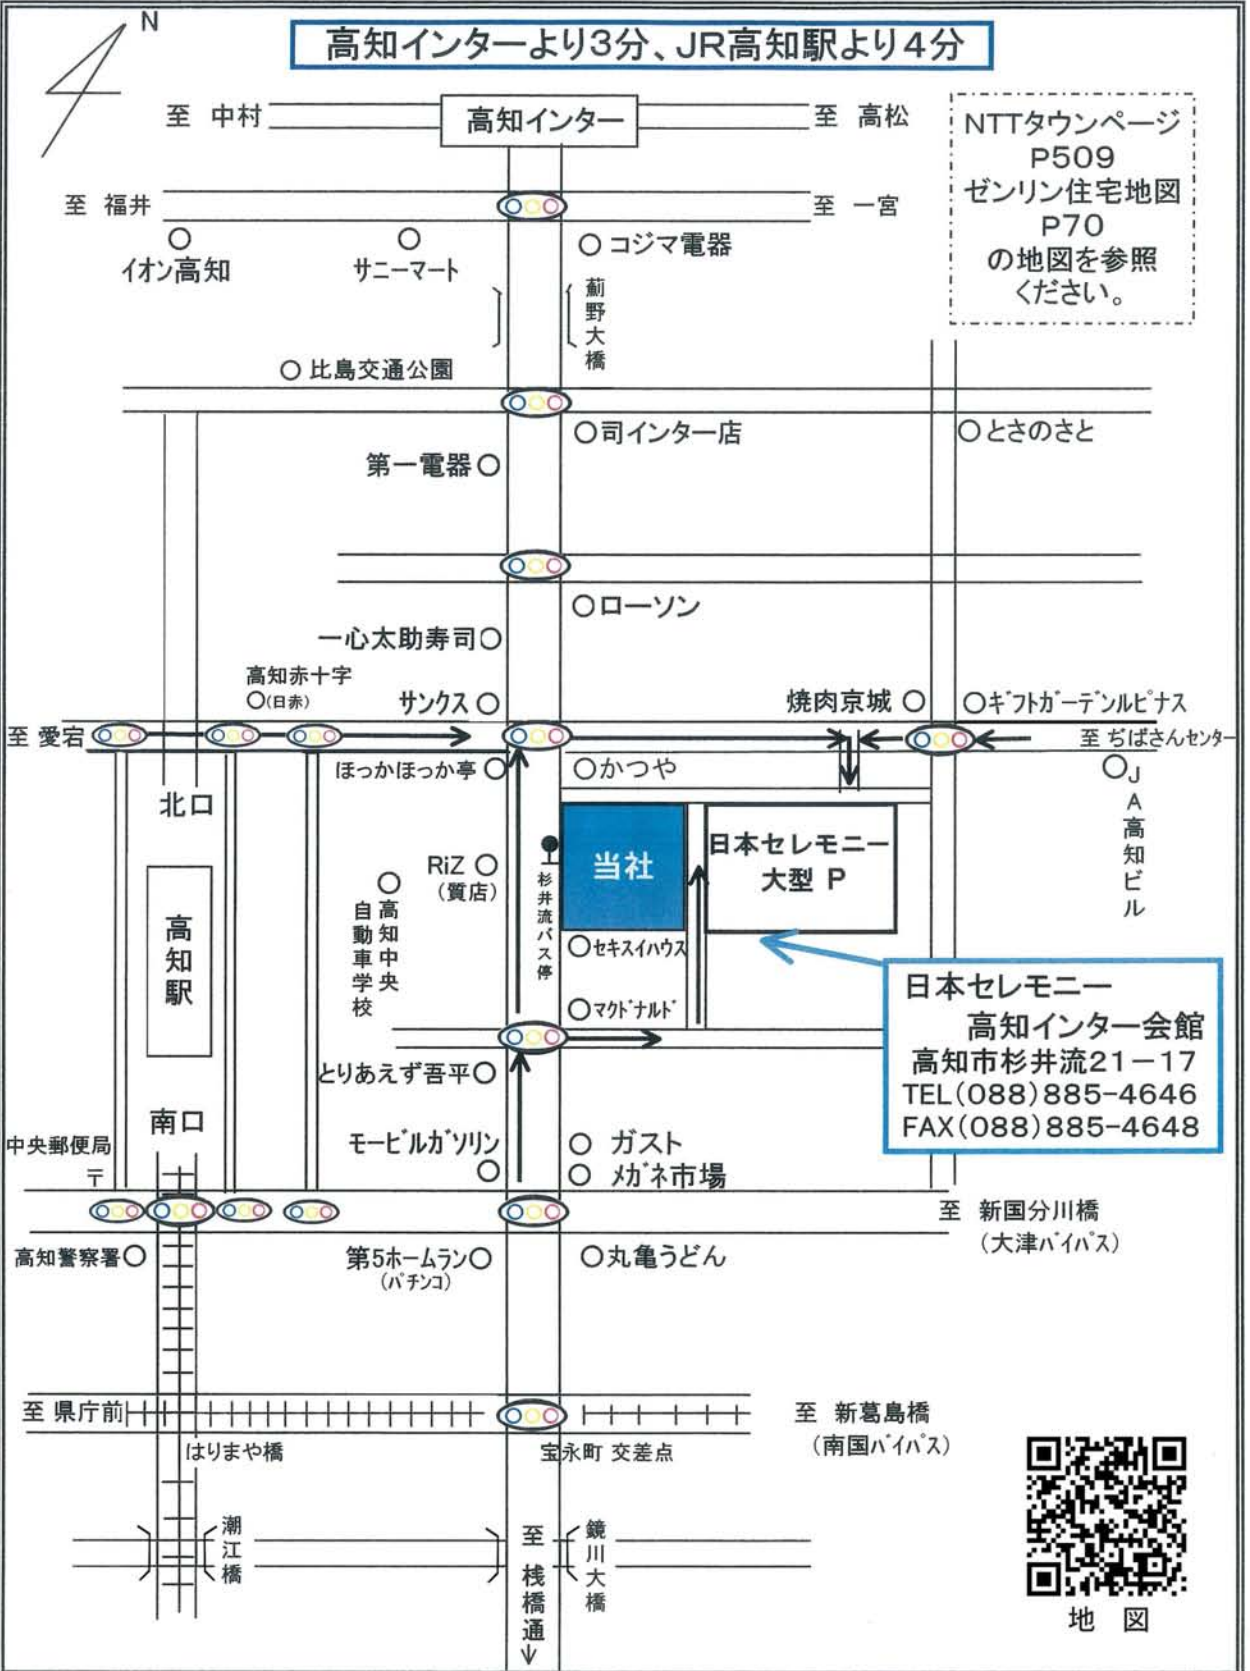 N
高知インターより3分、JR高知駅より4分
至 中村
高知インター
至 高松
NTTタウンページ
P509
ゼンリン住宅地図
P70
の地図を参照
ください。
至 福井
至 一宮
イオン高知
サニーマート
コジマ電器
薊野大橋
比島交通公園
司インター店
とさのさと
第一電器
ローソン
一心太助寿司
高知赤十字
(日赤)
サンクス
焼肉京城
ギフトガーデンルピナス
至 愛宕
至 ぢばさんセンター
ほっかほっか亭
かつや
JA高知ビル
北口
当社
日本セレモニー
大型 P
RiZ
(質店)
杉井流バス停
高知中央
自動車学校
高知駅
セキスイハウス
マクドナルド
日本セレモニー
高知インター会館
高知市杉井流21－17
TEL(088)885-4646
FAX(088)885-4648
とりあえず吾平
南口
中央郵便局
〒
モービルガソリン
ガスト
メガネ市場
至 新国分川橋
(大津バイパス)
高知警察署
第5ホームラン
(パチンコ)
丸亀うどん
至 県庁前
至 新葛島橋
(南国バイパス)
はりまや橋
宝永町 交差点
潮江橋
至 桟橋通
鏡川大橋
地 図